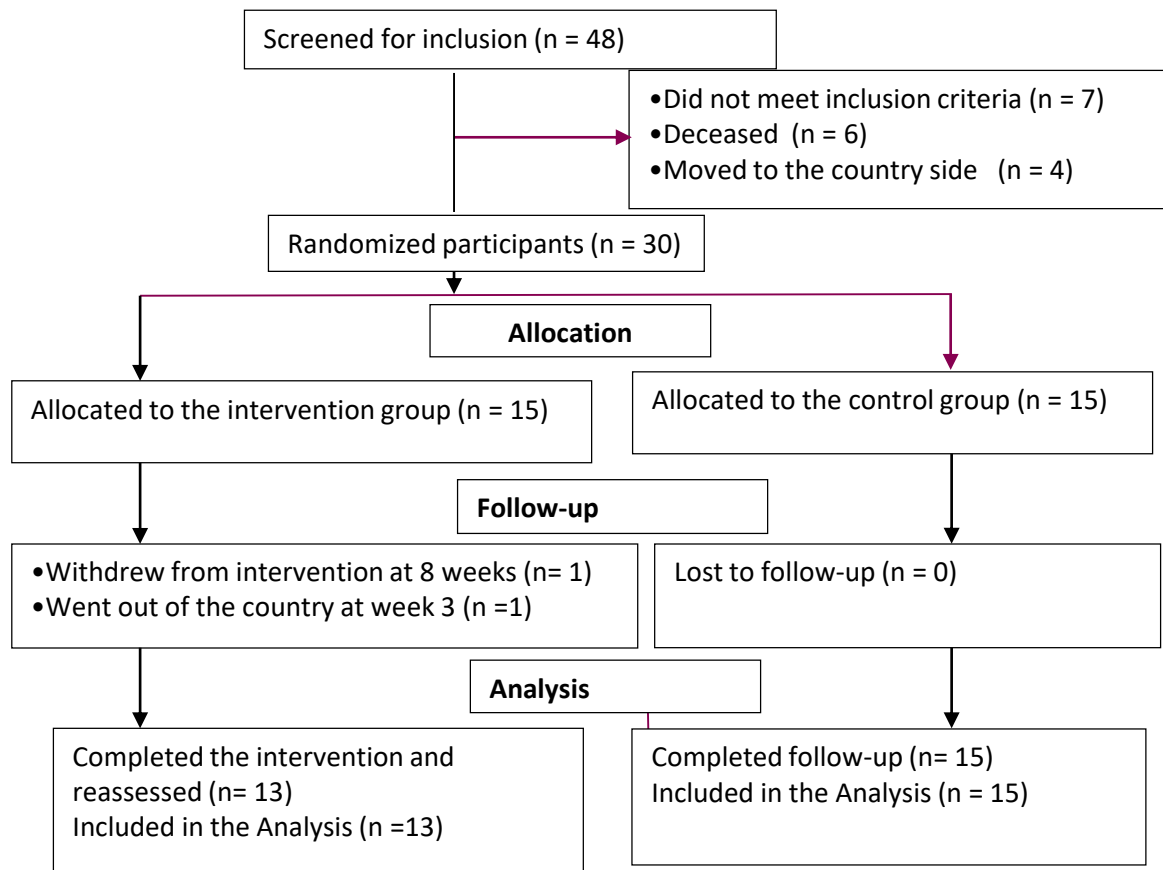 Screened for inclusion (n = 48)
•Did not meet inclusion criteria (n = 7)
•Deceased (n = 6)
•Moved to the country side (n = 4)
Randomized participants (n = 30)
Allocation
Allocated to the intervention group (n = 15)
Allocated to the control group (n = 15)
Follow-up
•Withdrew from intervention at 8 weeks (n= 1)
•Went out of the country at week 3 (n =1)
Lost to follow-up (n = 0)
Analysis
Completed the intervention and
reassessed (n= 13)
Included in the Analysis (n =13)
Completed follow-up (n= 15)
Included in the Analysis (n = 15)